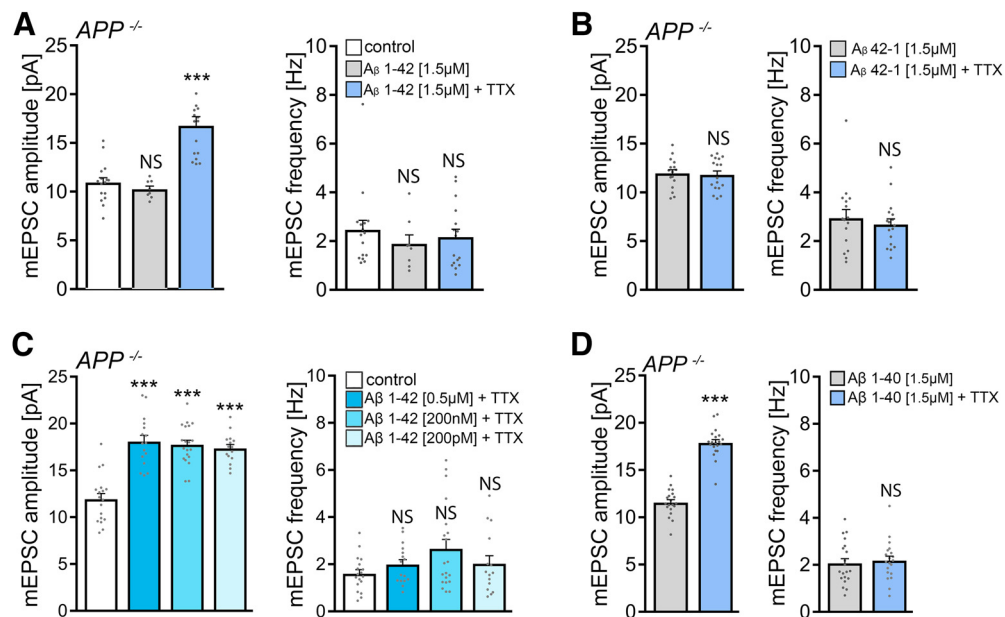 A
APP -/-
mEPSC amplitude [pA]
25
20
15
10
5
0
NS
***
mEPSC frequency [Hz]
10
8
6
4
2
0
control
Aβ 1-42 [1.5µM]
Aβ 1-42 [1.5µM] + TTX
NS
NS
B
APP -/-
mEPSC amplitude [pA]
25
20
15
10
5
0
NS
mEPSC frequency [Hz]
10
8
6
4
2
0
Aβ 42-1 [1.5µM]
Aβ 42-1 [1.5µM] + TTX
NS
C
APP -/-
mEPSC amplitude [pA]
25
20
15
10
5
0
***
***
***
mEPSC frequency [Hz]
10
8
6
4
2
0
control
Aβ 1-42 [0.5µM] + TTX
Aβ 1-42 [200nM] + TTX
Aβ 1-42 [200pM] + TTX
NS
NS
NS
D
APP -/-
mEPSC amplitude [pA]
25
20
15
10
5
0
***
mEPSC frequency [Hz]
10
8
6
4
2
0
Aβ 1-40 [1.5µM]
Aβ 1-40 [1.5µM] + TTX
NS